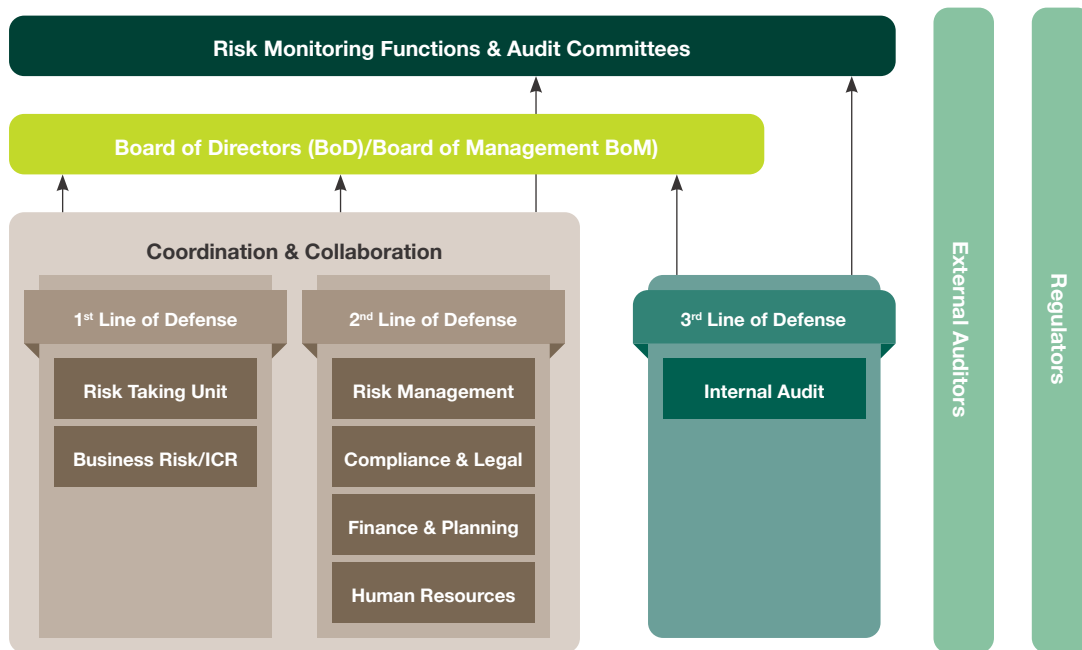 Risk Monitoring Functions & Audit Committees
Board of Directors (BoD)/Board of Management BoM)
Coordination & Collaboration
1st Line of Defense
Risk Taking Unit
Business Risk/ICR
2nd Line of Defense
Risk Management
Compliance & Legal
Finance & Planning
Human Resources
3rd Line of Defense
Internal Audit
External Auditors
Regulators